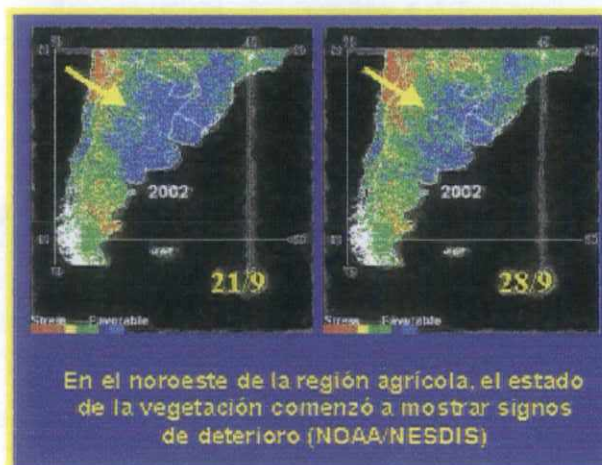 2002
21/9
Stress Favorable
2002
28/9
Stress Favorable
En el noroeste de la región agrícola, el estado
de la vegetación comenzó a mostrar signos
de deterioro (NOAA/NESDIS)